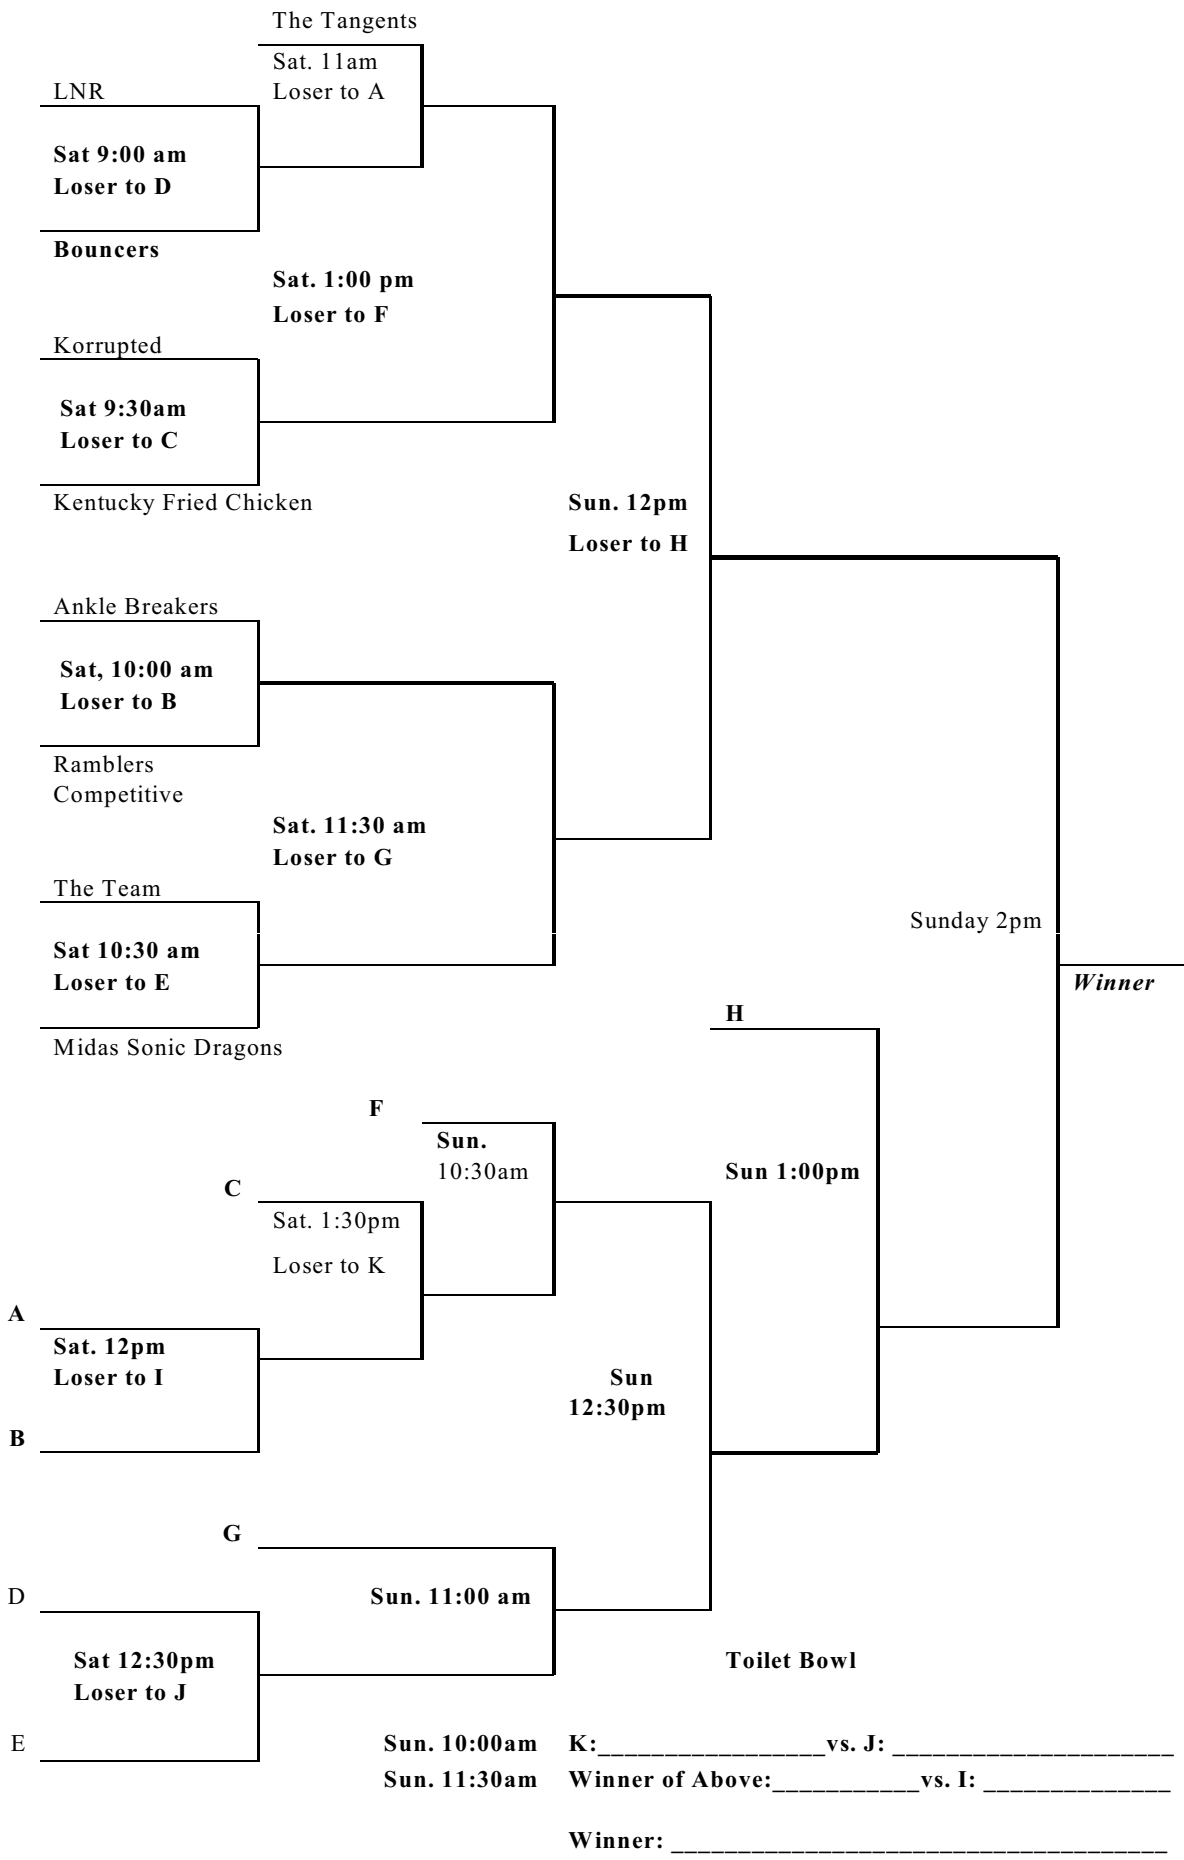 The Tangents
Sat. 11am
Loser to A
LNR
Sat 9:00 am
Loser to D
Bouncers
Sat. 1:00 pm
Loser to F
Korrupted
Sat 9:30am
Loser to C
Kentucky Fried Chicken
Sun. 12pm
Loser to H
Ankle Breakers
Sat, 10:00 am
Loser to B
Ramblers
Competitive
Sat. 11:30 am
Loser to G
The Team
Sunday 2pm
Sat 10:30 am
Loser to E
Winner
H
Midas Sonic Dragons
F
Sun.
10:30am
Sun 1:00pm
C
Sat. 1:30pm
Loser to K
A
Sat. 12pm
Loser to I
Sun
12:30pm
B
G
D
Sun. 11:00 am
Sat 12:30pm
Loser to J
Toilet Bowl
E
Sun. 10:00am K:_________________vs. J: _____________________
Sun. 11:30am Winner of Above:___________vs. I: ______________
Winner: _____________________________________